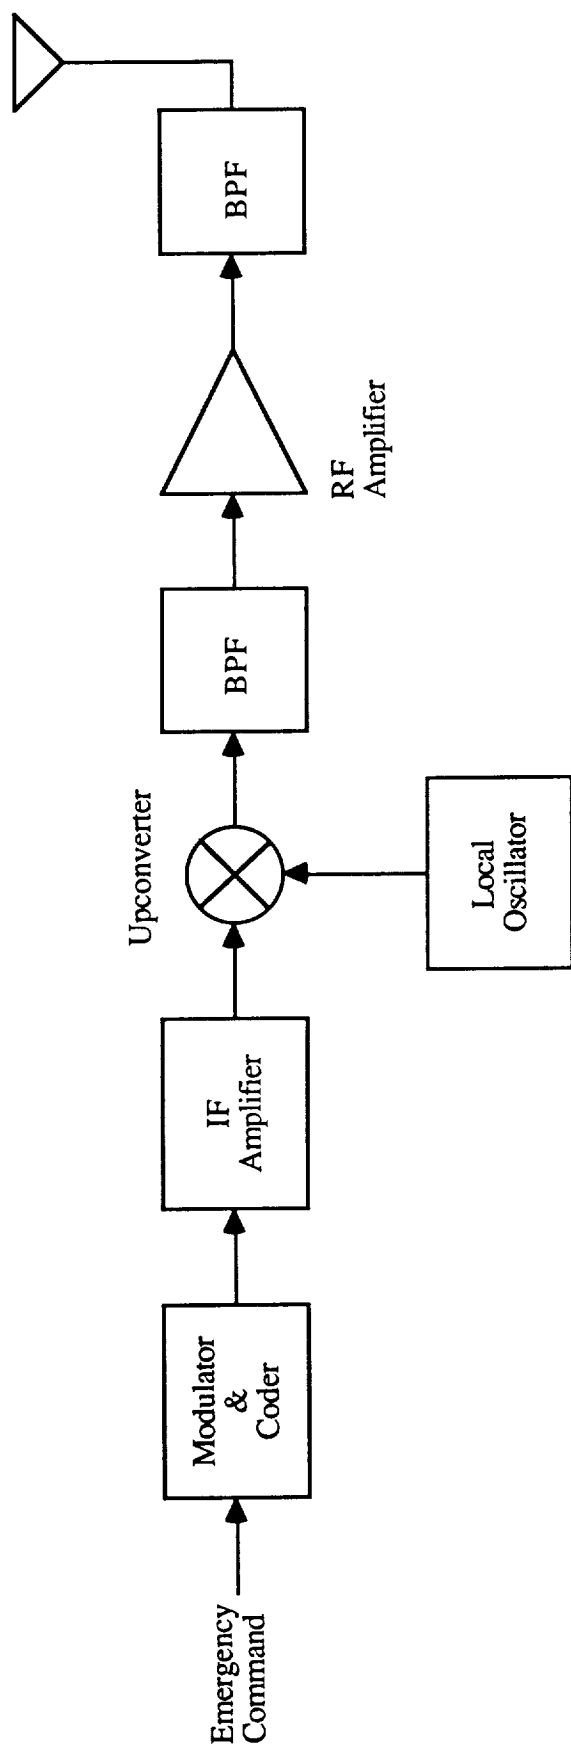 Emergency
Command
Modulator
&
Coder
IF
Amplifier
Upconverter
Local
Oscillator
BPF
RF
Amplifier
BPF